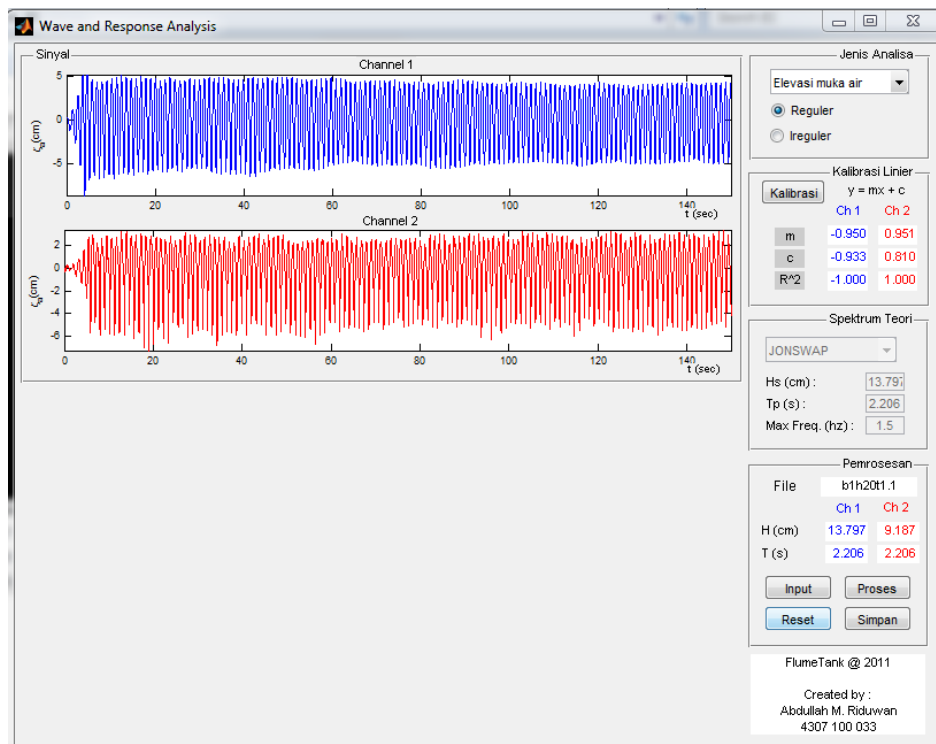 Wave and Response Analysis
Sinyal
Channel 1
5
0
-5
ζa(cm)
0 20 40 60 80 100 120 140
t (sec)
Channel 2
2
0
-2
-4
-6
ζa(cm)
0 20 40 60 80 100 120 140
t (sec)
Jenis Analisa
Elevasi muka air
Reguler
Ireguler
Kalibrasi Linier
Kalibrasi y = mx + c
Ch 1 Ch 2
m -0.950 0.951
c -0.933 0.810
R^2 -1.000 1.000
Spektrum Teori
JONSWAP
Hs (cm) : 13.797
Tp (s) : 2.206
Max Freq. (hz) : 1.5
Pemrosesan
File b1h20t1.1
Ch 1 Ch 2
H (cm) 13.797 9.187
T (s) 2.206 2.206
Input Proses
Reset Simpan
FlumeTank @ 2011
Created by :
Abdullah M. Riduwan
4307 100 033